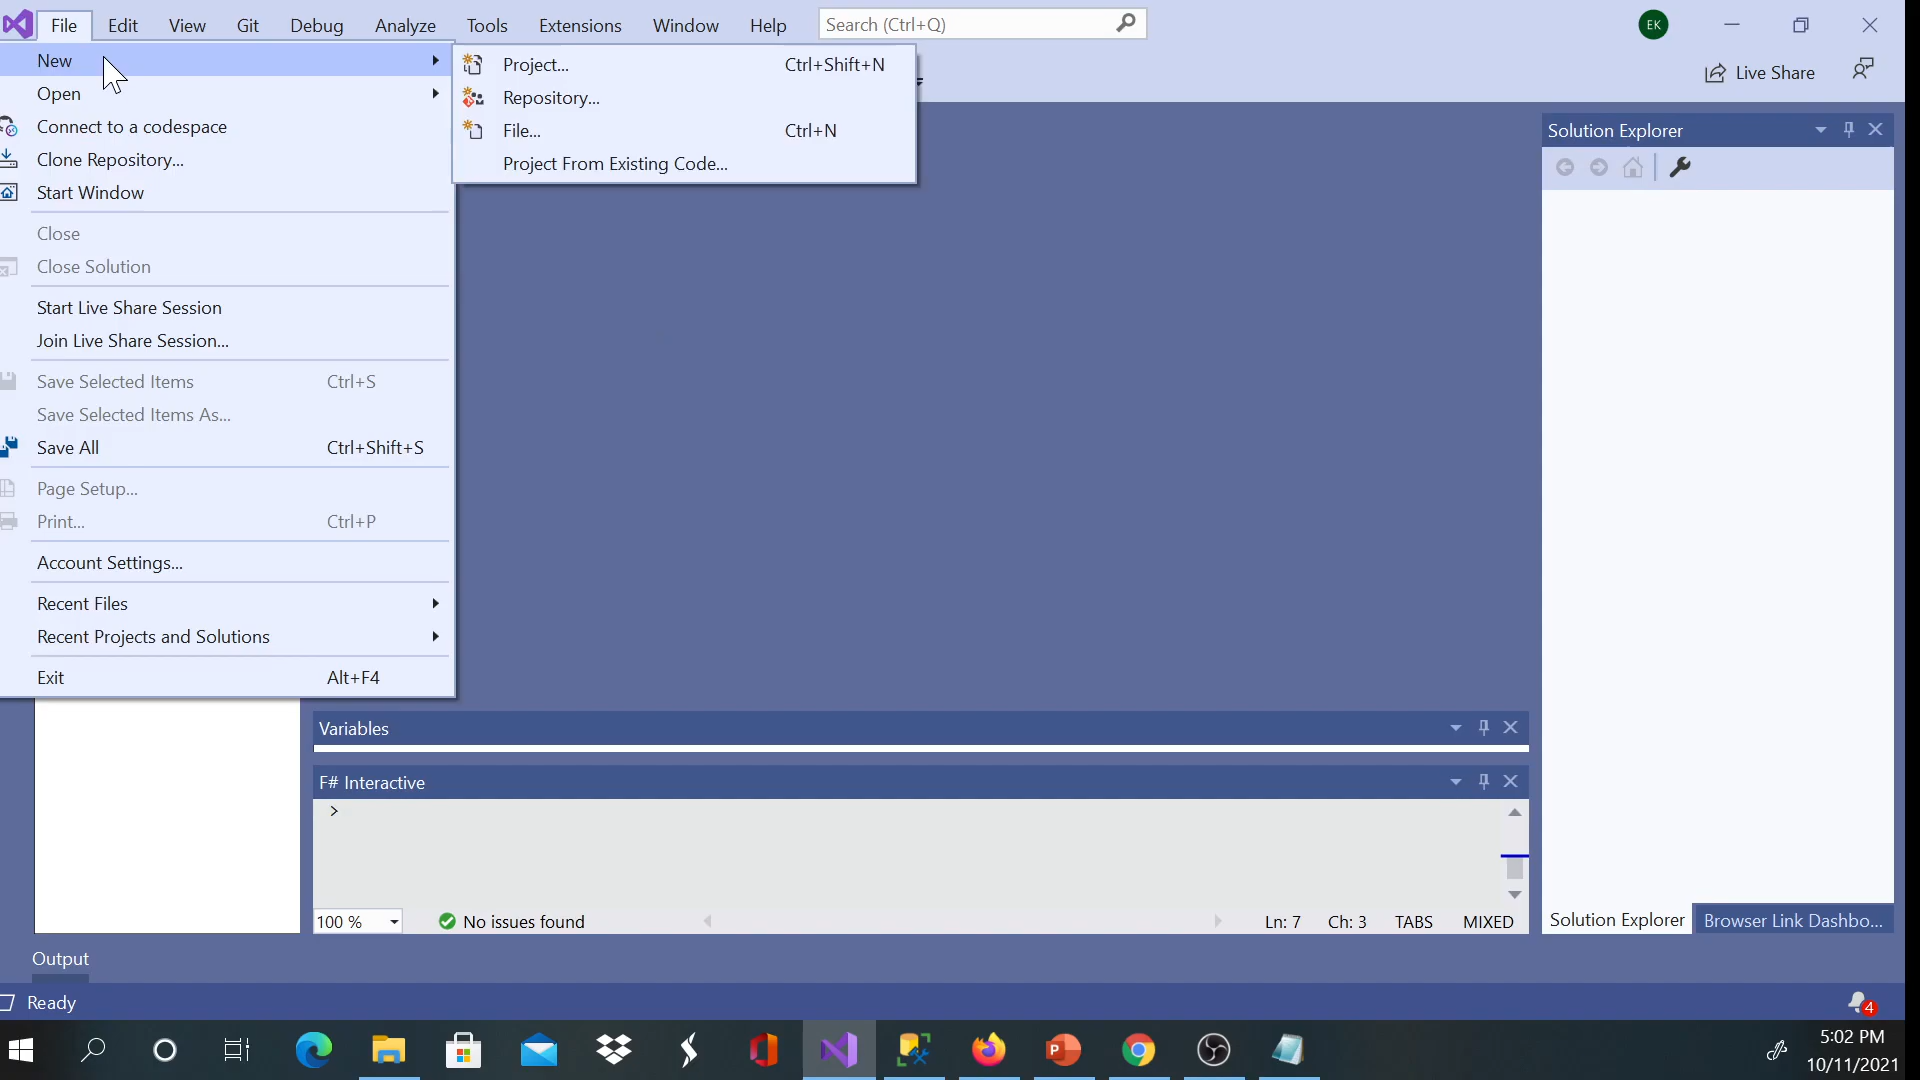 File Edit View Git Debug Analyze Tools Extensions Window Help Search (Ctrl+Q) EK
New
Project... Ctrl+Shift+N
Live Share
Open
Repository...
Connect to a codespace
File... Ctrl+N
Solution Explorer
Clone Repository...
Project From Existing Code...
Start Window
Close
Close Solution
Start Live Share Session
Join Live Share Session...
Save Selected Items Ctrl+S
Save Selected Items As...
Save All Ctrl+Shift+S
Page Setup...
Print... Ctrl+P
Account Settings...
Recent Files
Recent Projects and Solutions
Exit Alt+F4
Variables
F# Interactive
>
100 % No issues found Ln: 7 Ch: 3 TABS MIXED
Solution Explorer Browser Link Dashbo...
Output
Ready 4
5:02 PM
10/11/2021